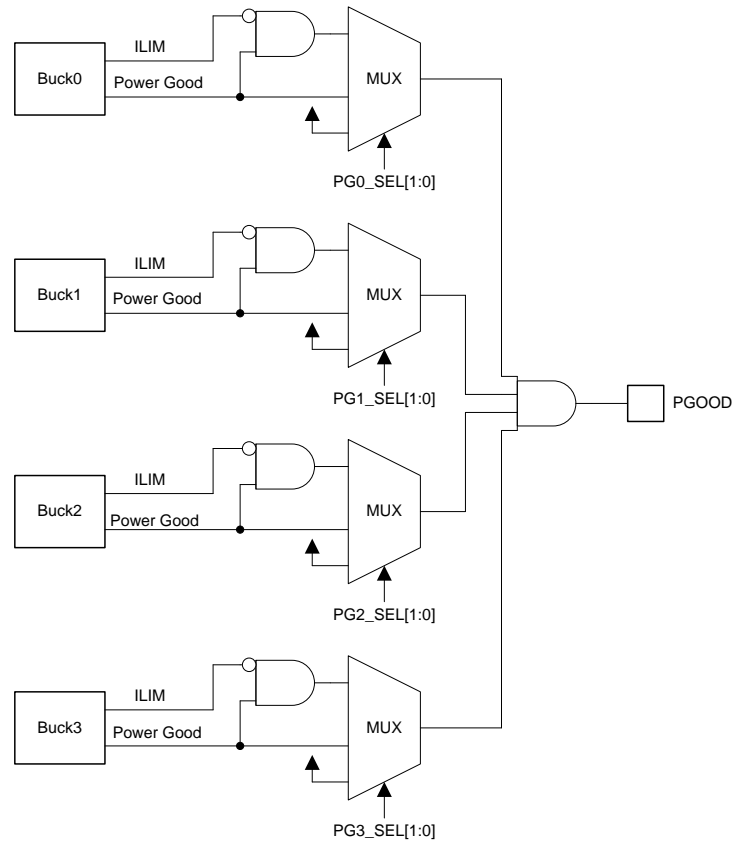 ILIM
Buck0
Power Good
MUX
PG0_SEL[1:0]
ILIM
Buck1
Power Good
MUX
PG1_SEL[1:0]
PGOOD
ILIM
Buck2
Power Good
MUX
PG2_SEL[1:0]
ILIM
Buck3
Power Good
MUX
PG3_SEL[1:0]